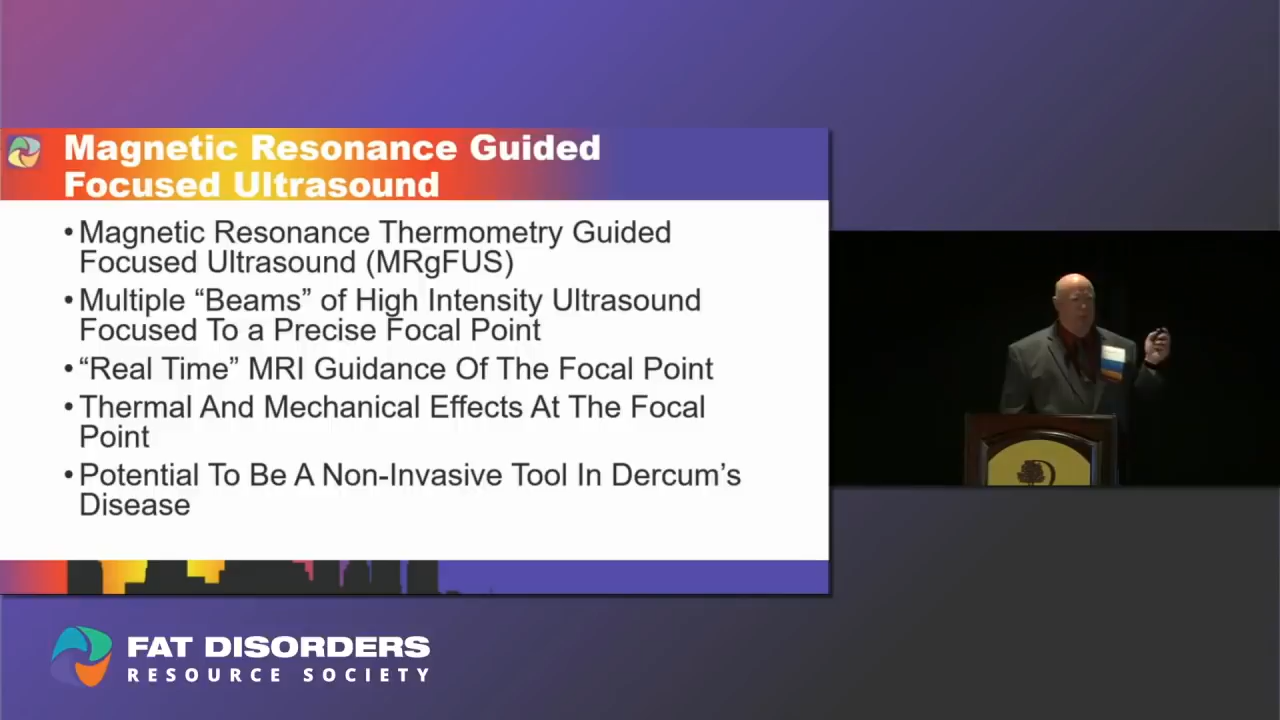 Magnetic Resonance Guided
Focused Ultrasound
•Magnetic Resonance Thermometry Guided
Focused Ultrasound (MRgFUS)
•Multiple “Beams” of High Intensity Ultrasound
Focused To a Precise Focal Point
•“Real Time” MRI Guidance Of The Focal Point
•Thermal And Mechanical Effects At The Focal
Point
•Potential To Be A Non-Invasive Tool In Dercum’s
Disease
FAT DISORDERS
RESOURCE SOCIETY